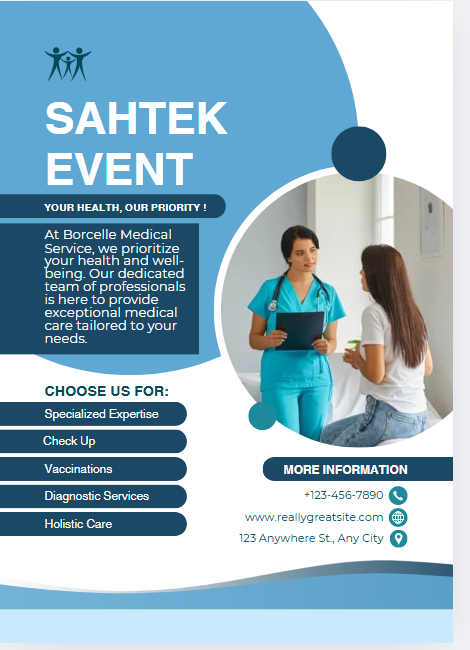 SAHTEK
EVENT
YOUR HEALTH, OUR PRIORITY !
At Borcelle Medical
Service, we prioritize
your health and well-
being. Our dedicated
team of professionals
is here to provide
exceptional medical
care tailored to your
needs.
CHOOSE US FOR:
Specialized Expertise
Check Up
Vaccinations
Diagnostic Services
Holistic Care
MORE INFORMATION
+123-456-7890
www.reallygreatsite.com
123 Anywhere St., Any City